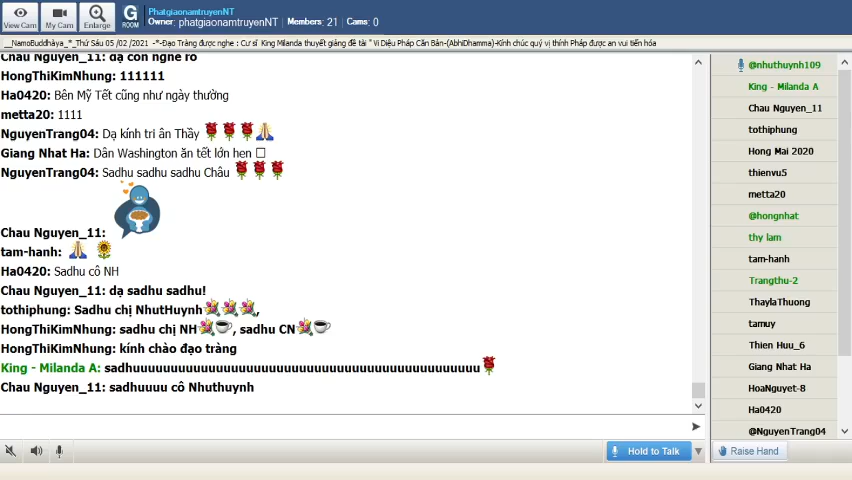 View Cam
My Cam
Enlarge
G
ROOM
PhatgiaonamtruyenNT
Owner: phatgiaonamtruyenNT | Members: 21 | Cams: 0
__NamoBuddhàya_*_Thứ Sáu 05 /02 /2021 -*-Đạo Tràng được nghe : Cư sĩ King Milanda thuyết giảng đề tài " Vi Diệu Pháp Căn Bản-(AbhiDhamma)-Kính chúc quý vị thính Pháp được an vui tiến hóa
Chau Nguyen_11: dạ con nghe rõ
HongThiKimNhung: 111111
Ha0420: Bên Mỹ Tết cũng như ngày thường
metta20: 1111
NguyenTrang04: Dạ kính tri ân Thầy
Giang Nhat Ha: Dân Washington ăn tết lớn hen
NguyenTrang04: Sadhu sadhu sadhu Châu
Chau Nguyen_11:
tam-hanh:
Ha0420: Sadhu cô NH
Chau Nguyen_11: dạ sadhu sadhu!
tothiphung: Sadhu chị NhutHuynh,
HongThiKimNhung: sadhu chị NH, sadhu CN
HongThiKimNhung: kính chào đạo tràng
King - Milanda A: sadhuuuuuuuuuuuuuuuuuuuuuuuuuuuuuuuuuuuuuuuuuuuuuu
Chau Nguyen_11: sadhuuuu cô Nhuthuynh
@nhuthuynh109
King - Milanda A
Chau Nguyen_11
tothiphung
Hong Mai 2020
thienvu5
metta20
@hongnhat
thy lam
tam-hanh
Trangthu-2
ThaylaThuong
tamuy
Thien Huu_6
Giang Nhat Ha
HoaNguyet-8
Ha0420
@NguyenTrang04
Hold to Talk
Raise Hand